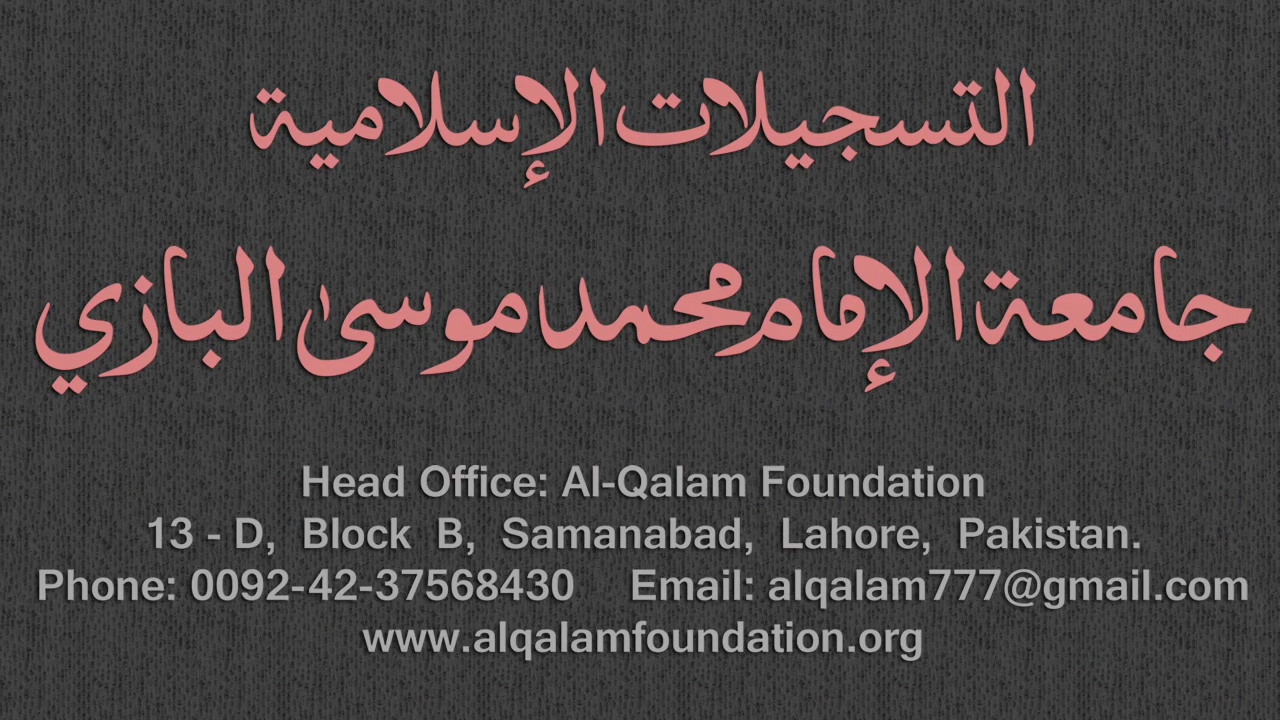 التسجيلات الإسلامية
جامعة الإمام محمد موسىٰ البازي
Head Office: Al-Qalam Foundation
13 - D, Block B, Samanabad, Lahore, Pakistan.
Phone: 0092-42-37568430 Email: alqalam777@gmail.com
www.alqalamfoundation.org